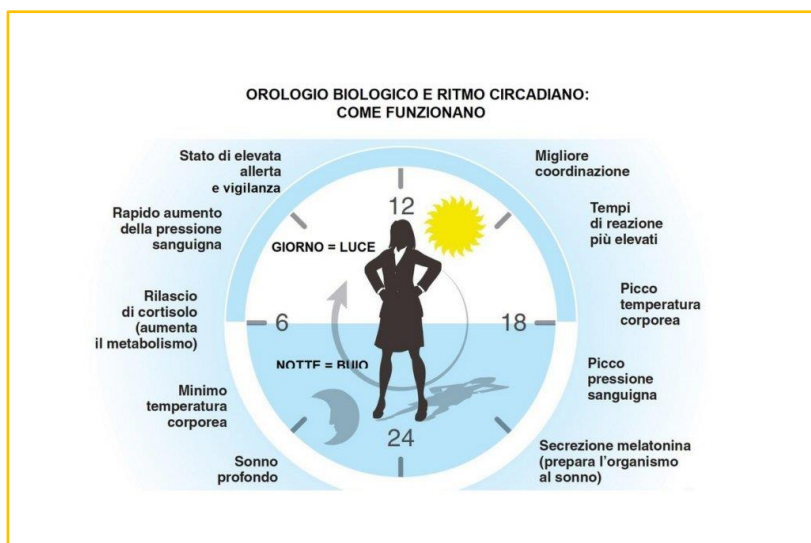 OROLOGIO BIOLOGICO E RITMO CIRCADIANO:
COME FUNZIONANO
Stato di elevata
allerta
e vigilanza
Migliore
coordinazione
12
Rapido aumento
della pressione
sanguigna
Tempi
di reazione
più elevati
GIORNO = LUCE
Rilascio
di cortisolo
(aumenta
il metabolismo)
6
18
Picco
temperatura
corporea
NOTTE = BUIO
Minimo
temperatura
corporea
Picco
pressione
sanguigna
24
Sonno
profondo
Secrezione melatonina
(prepara l'organismo
al sonno)